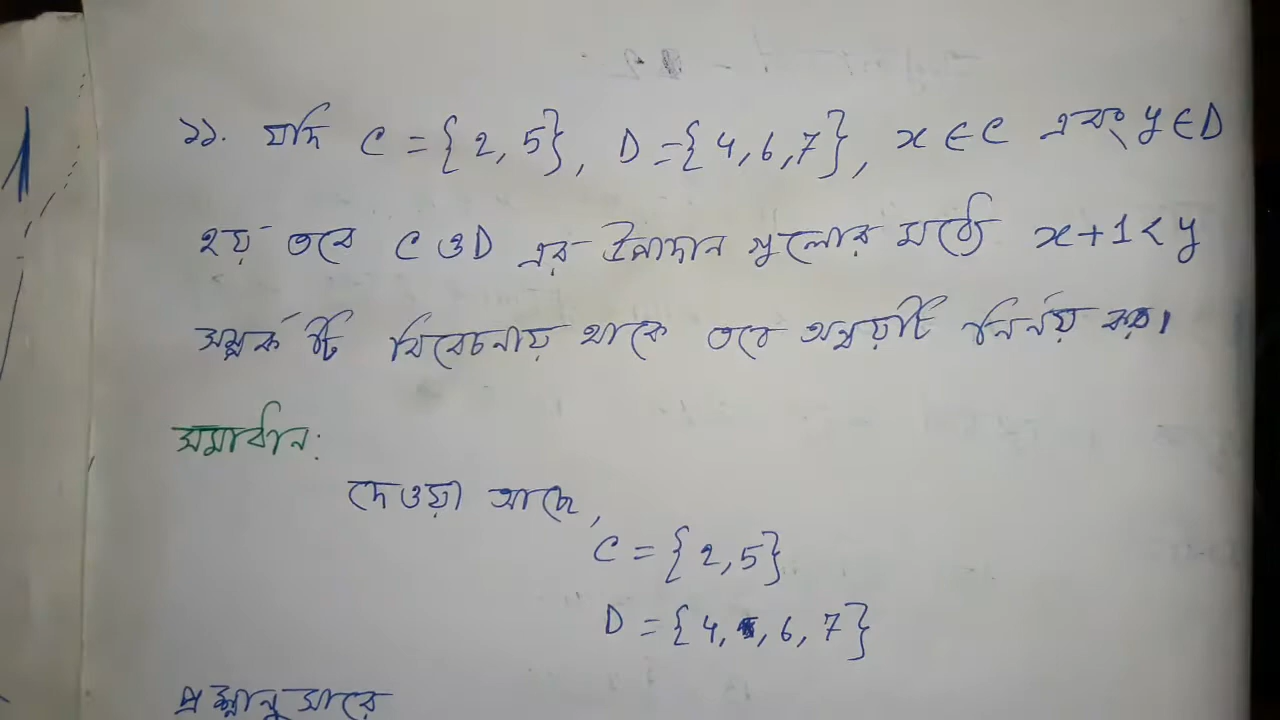 ১১. যদি C = {2, 5}, D = {4, 6, 7}, x ∈ C এবং y ∈ D
হয় তবে C ও D এর উপাদান গুলোর মধ্যে x+1 < y
সম্পর্ক টি বিবেচনায় থাকে তবে অন্বয়টি নির্ণয় কর।
সমাধান:
দেওয়া আছে,
C = {2, 5}
D = {4, 6, 7}
প্রশ্নানুসারে